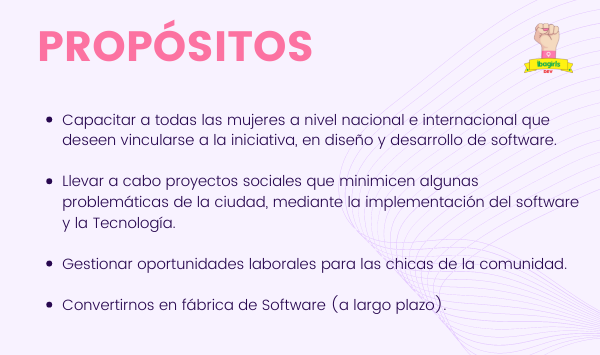 PROPÓSITOS
Ibagirls
DEV
• Capacitar a todas las mujeres a nivel nacional e internacional que
deseen vincularse a la iniciativa, en diseño y desarrollo de software.
• Llevar a cabo proyectos sociales que minimicen algunas
problemáticas de la ciudad, mediante la implementación del software
y la Tecnología.
• Gestionar oportunidades laborales para las chicas de la comunidad.
• Convertirnos en fábrica de Software (a largo plazo).